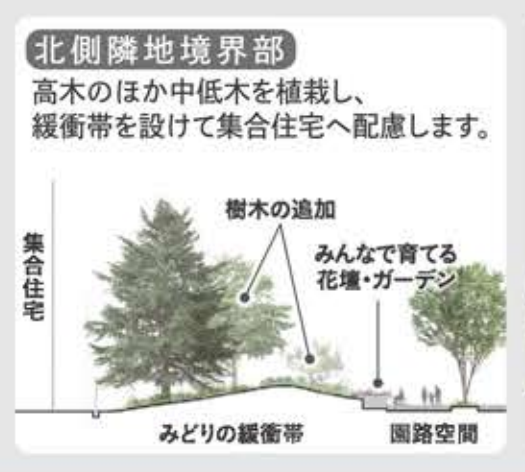 北側隣地境界部
高木のほか中低木を植栽し、
緩衝帯を設けて集合住宅へ配慮します。
樹木の追加
みんなで育てる
花壇・ガーデン
集合住宅
みどりの緩衝帯
園路空間